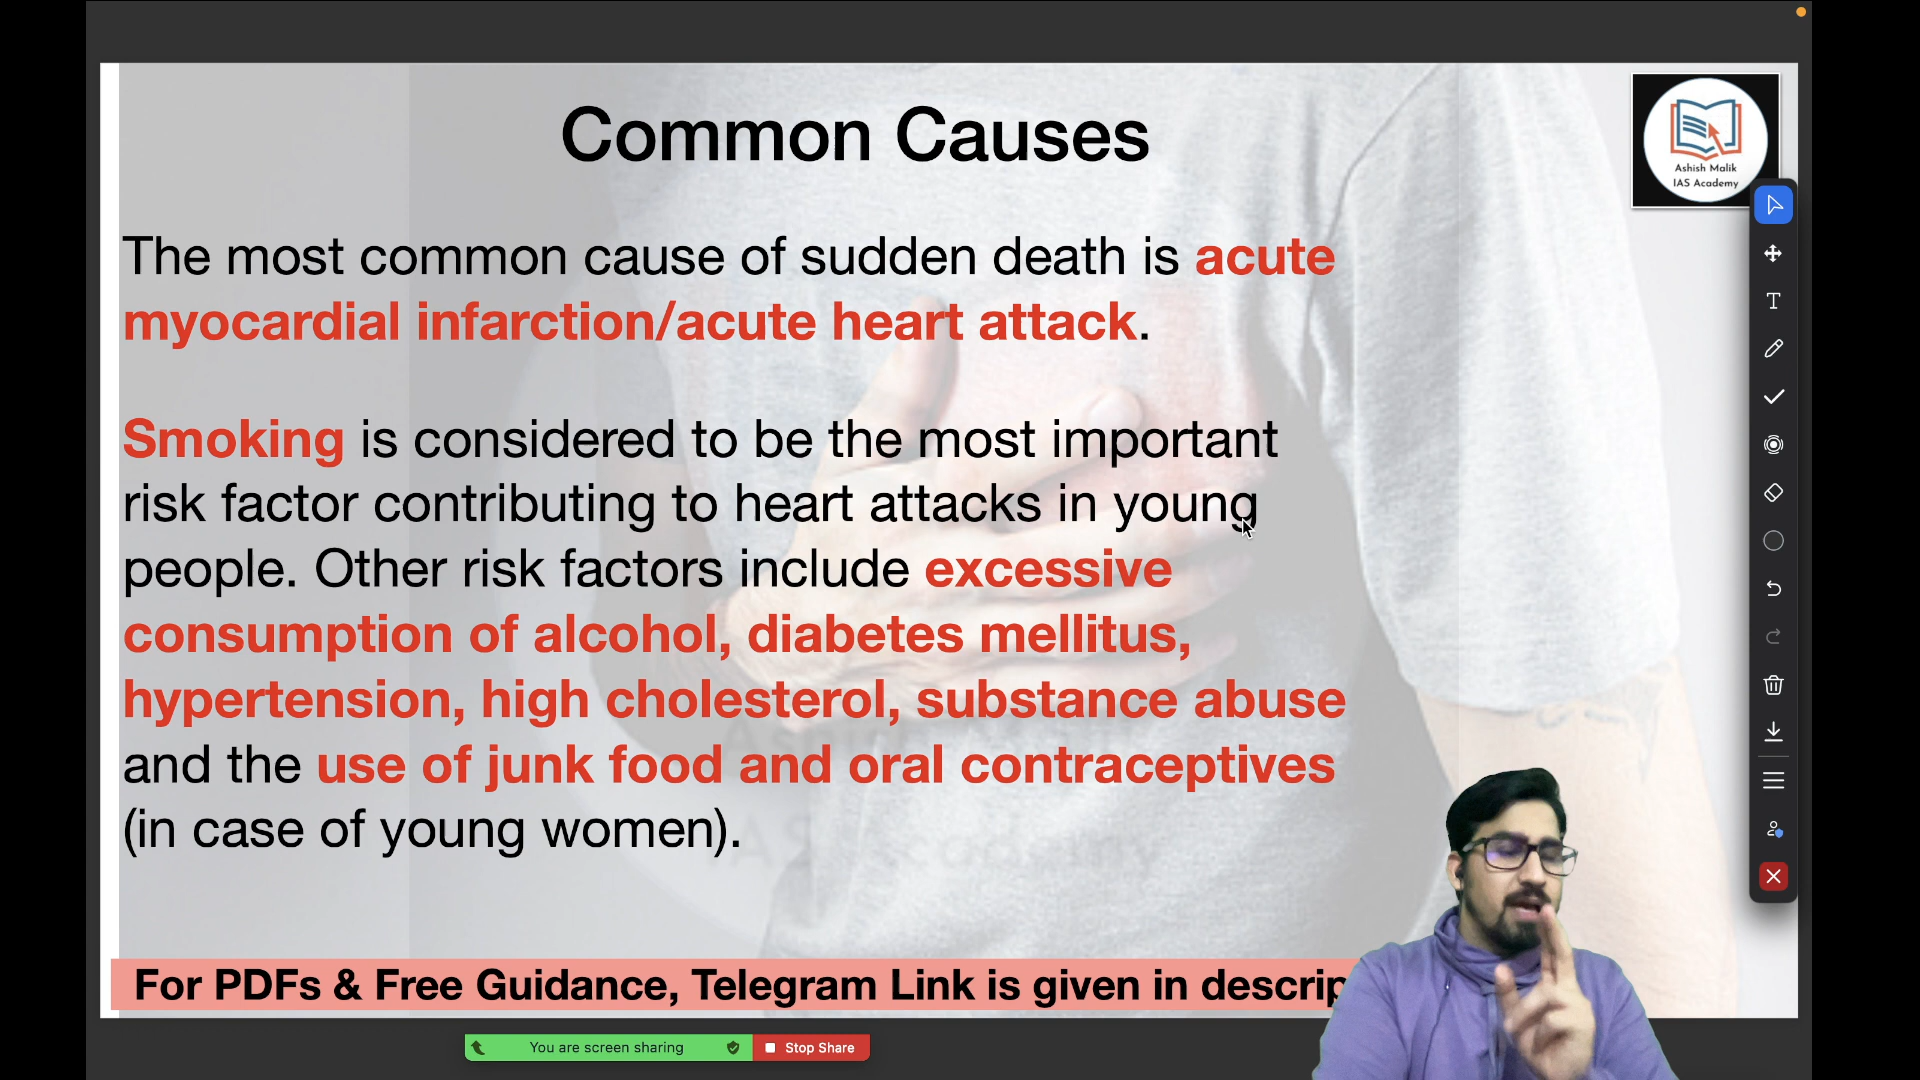 Common Causes
Ashish Malik
IAS Academy
The most common cause of sudden death is acute
myocardial infarction/acute heart attack.
Smoking is considered to be the most important
risk factor contributing to heart attacks in young
people. Other risk factors include excessive
consumption of alcohol, diabetes mellitus,
hypertension, high cholesterol, substance abuse
and the use of junk food and oral contraceptives
(in case of young women).
For PDFs & Free Guidance, Telegram Link is given in descrip
You are screen sharing
Stop Share